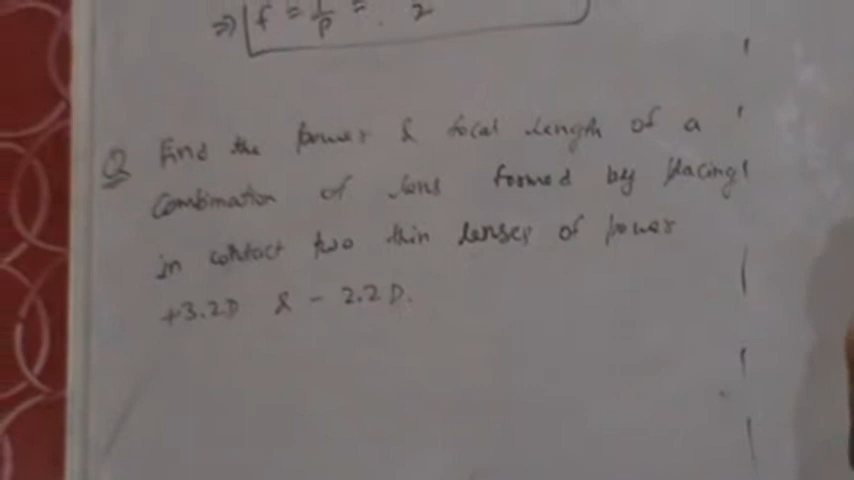 ⇒ f = 1/P = . 2
Q Find the power & focal length of a
Combination of lens formed by placing
in contact two thin lenses of power
+3.2D & - 2.2D.